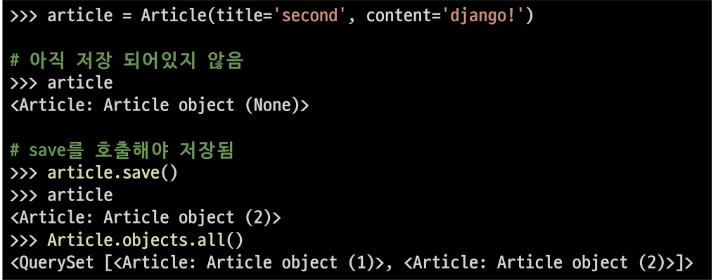 >>> article = Article(title='second', content='django!')
# 아직 저장 되어있지 않음
>>> article
<Article: Article object (None)>
# save를 호출해야 저장됨
>>> article.save()
>>> article
<Article: Article object (2)>
>>> Article.objects.all()
<QuerySet [<Article: Article object (1)>, <Article: Article object (2)>]>